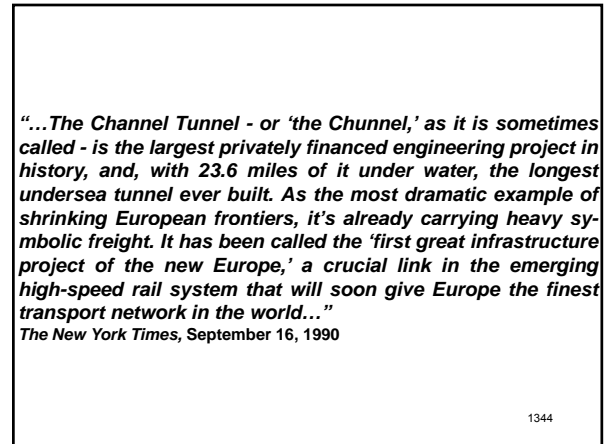 “…The Channel Tunnel - or ‘the Chunnel,’ as it is sometimes
called - is the largest privately financed engineering project in
history, and, with 23.6 miles of it under water, the longest
undersea tunnel ever built. As the most dramatic example of
shrinking European frontiers, it’s already carrying heavy sy-
mbolic freight. It has been called the ‘first great infrastructure
project of the new Europe,’ a crucial link in the emerging
high-speed rail system that will soon give Europe the finest
transport network in the world…”
The New York Times, September 16, 1990
1344